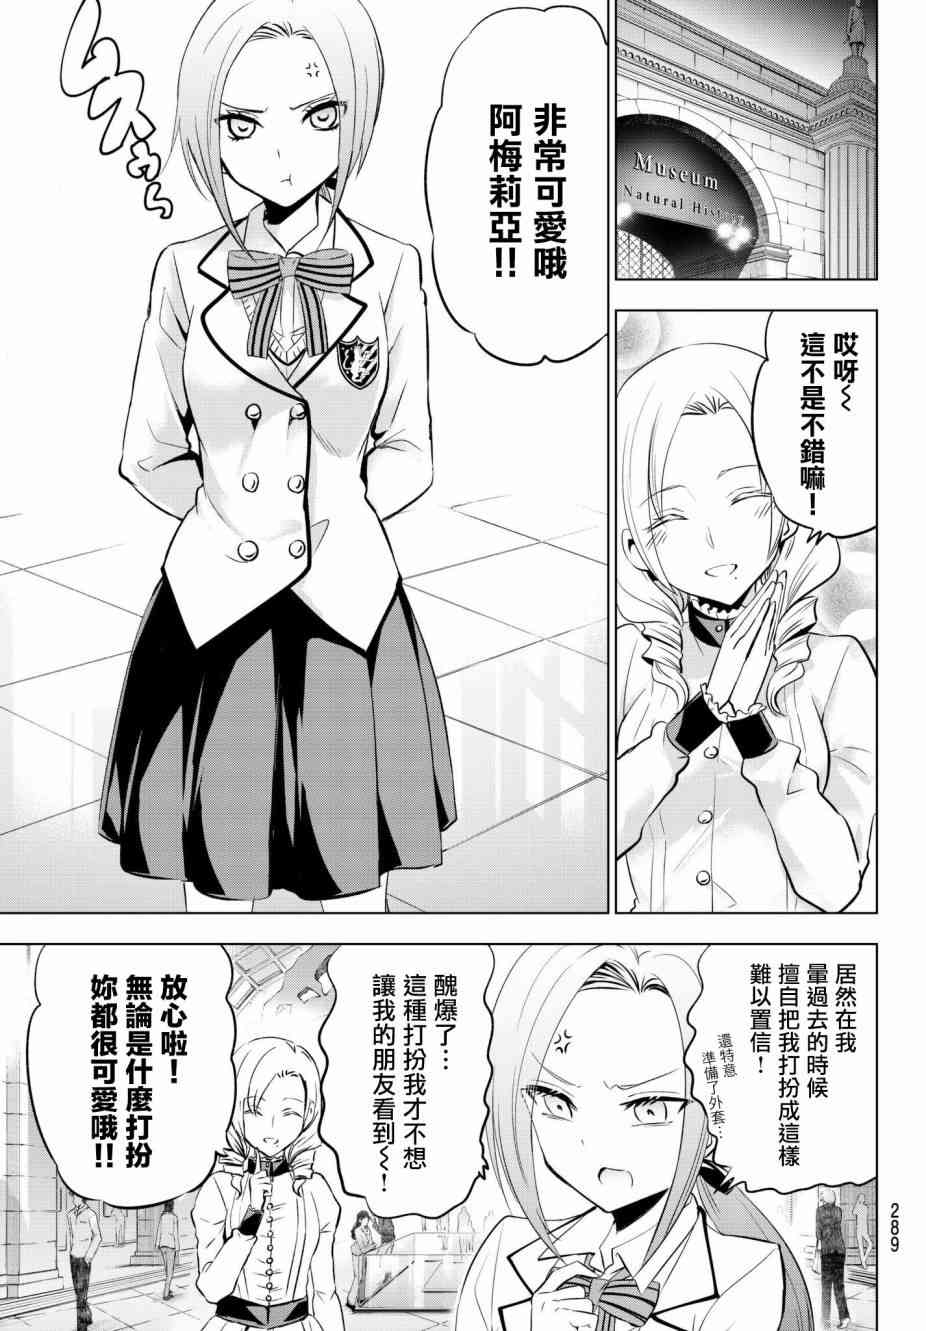 Museum
Natural History
哎呀～
這不是不錯嘛！
非常可愛哦
阿梅莉亞!!
ムスゥゥ
居然在我
暈過去的時候
擅自把我打扮成這樣
難以置信！
還特意
準備了外套…
醜爆了…
這種打扮我才不想
讓我的朋友看到～！
放心啦！
無論是什麼打扮
妳都很可愛哦!!
289